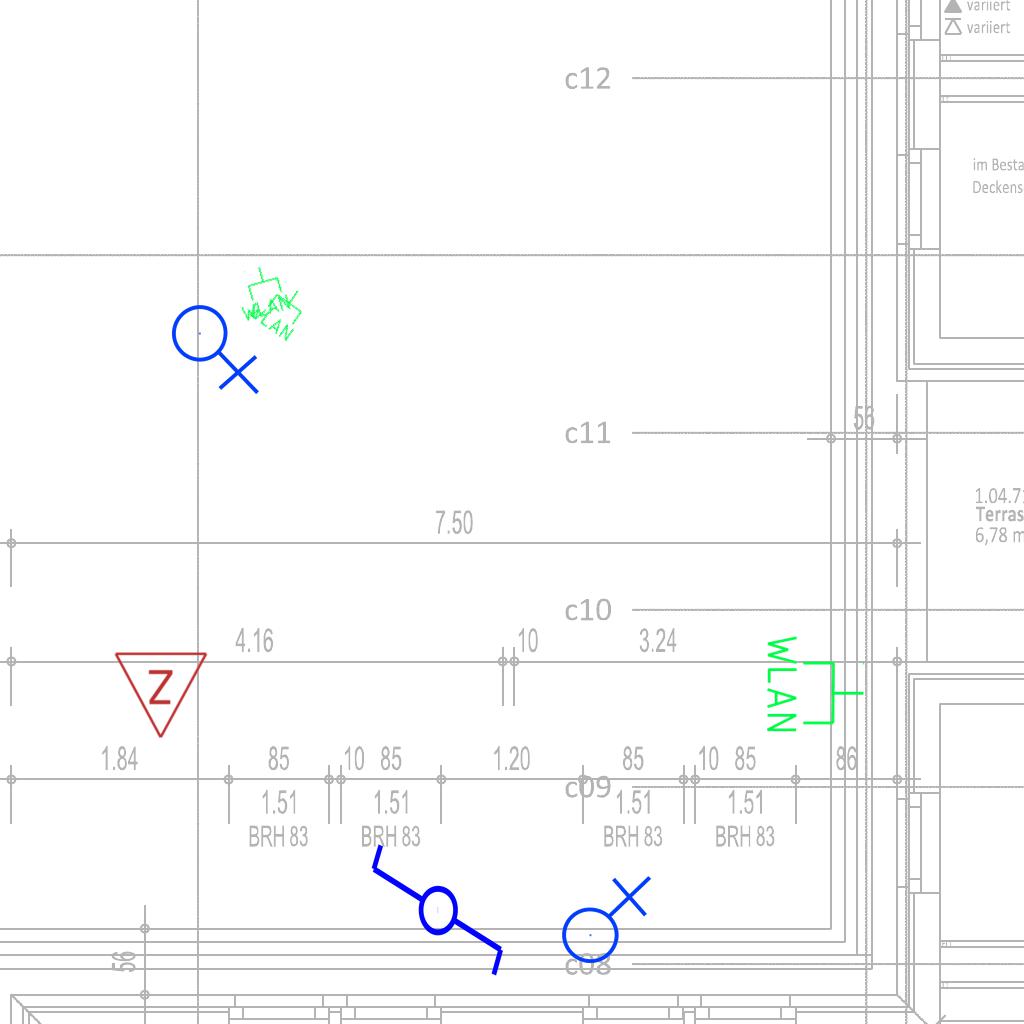 variiert
variiert
c12
im Besta
Deckens
WLAN
WLAN
c11
56
1.04.71
Terras
6,78 m
7.50
c10
4.16
10
3.24
WLAN
Z
1.84
85
10
85
1.20
85
10
85
86
c09
1.51
1.51
1.51
1.51
BRH 83
BRH 83
BRH 83
BRH 83
56
c08